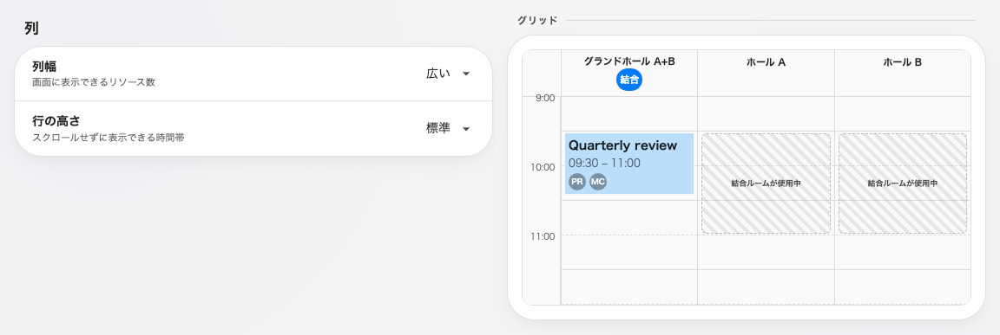 列
列幅
画面に表示できるリソース数
広い
行の高さ
スクロールせずに表示できる時間帯
標準
グリッド
グランドホール A+B
結合
ホール A
ホール B
9:00
Quarterly review
09:30 – 11:00
PR MC
10:00
結合ルームが使用中
結合ルームが使用中
11:00